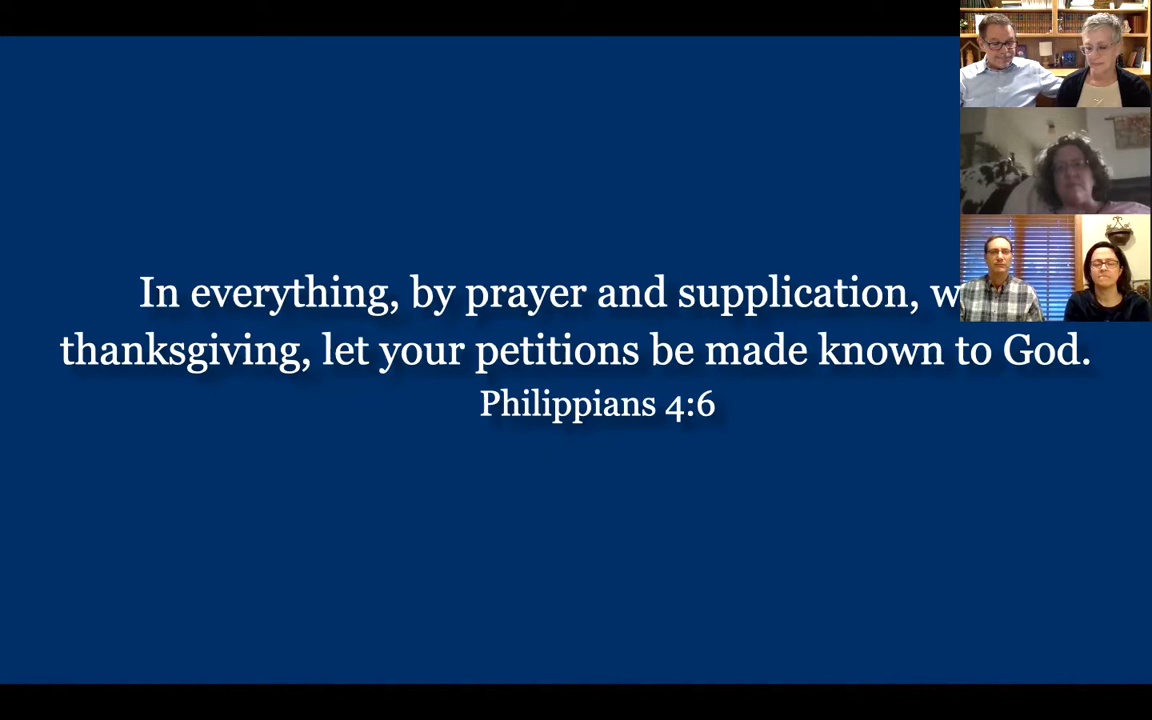 In everything, by prayer and supplication,
thanksgiving, let your petitions be made known to God.
Philippians 4:6